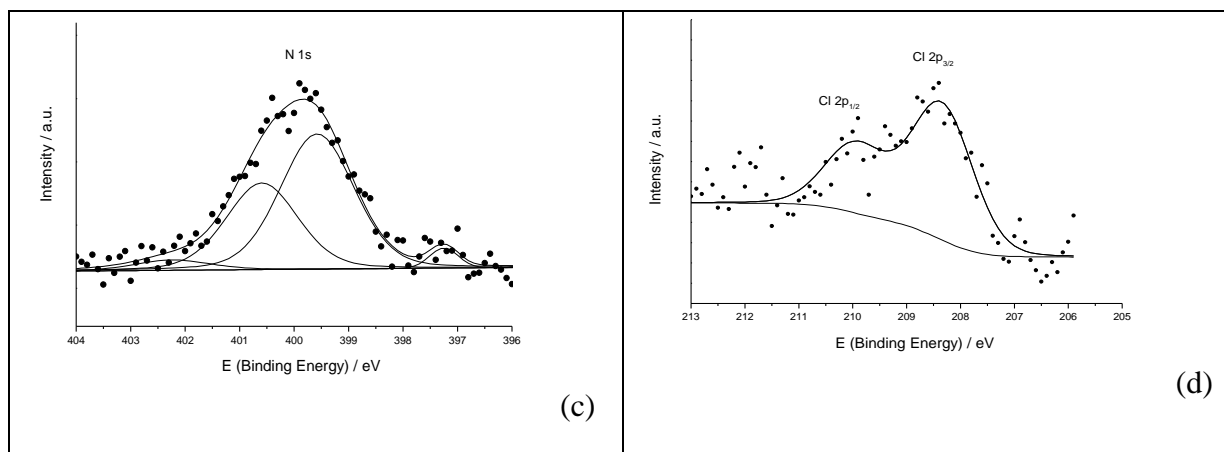 N 1s
Intensity / a.u.
404 403 402 401 400 399 398 397 396
E (Binding Energy) / eV
(c)
Cl 2p3/2
Cl 2p1/2
Intensity / a.u.
213 212 211 210 209 208 207 206 205
E (Binding Energy) / eV
(d)